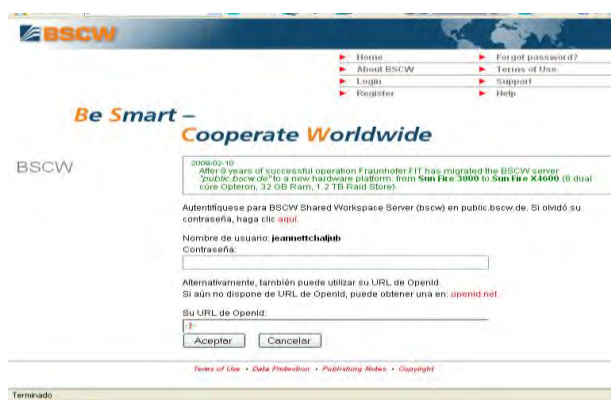 BSCW
Home
Forgot password?
About BSCW
Terms of Use
Login
Support
Register
Help
Be Smart –
Cooperate Worldwide
BSCW
2009-02-10
After 8 years of successful operation Fraunhofer FIT has migrated the BSCW server
"public.bscw.de" to a new hardware platform: from Sun Fire 3800 to Sun Fire X4600 (8 dual
core Opteron, 32 GB Ram, 1.2 TB Raid Store).
Autentifíquese para BSCW Shared Workspace Server (bscw) en public.bscw.de. Si olvidó su
contraseña, haga clic aquí.
Nombre de usuario: jeannettchaljub
Contraseña:
Alternativamente, también puede utilizar su URL de OpenId.
Si aún no dispone de URL de OpenId, puede obtener una en: openid.net
Su URL de OpenId:
Aceptar Cancelar
Terms of Use • Data Protection • Publishing Notes • Copyright
Terminado